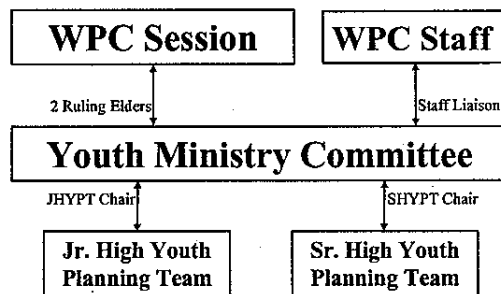 WPC Session
WPC Staff
2 Ruling Elders
Staff Liaison
Youth Ministry Committee
JHYPT Chair
SHYPT Chair
Jr. High Youth
Planning Team
Sr. High Youth
Planning Team